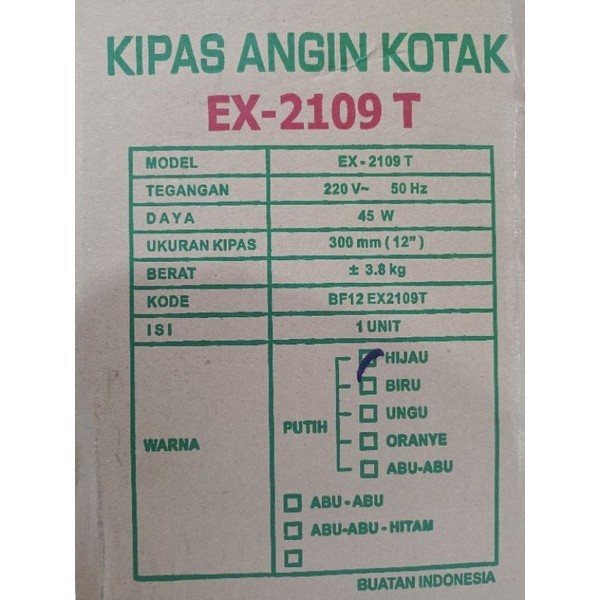 KIPAS ANGIN KOTAK
EX-2109 T
MODEL EX - 2109 T
TEGANGAN 220 V~ 50 Hz
DAYA 45 W
UKURAN KIPAS 300 mm ( 12" )
BERAT ± 3.8 kg
KODE BF12 EX2109T
ISI 1 UNIT
WARNA
PUTIH
HIJAU
BIRU
UNGU
ORANYE
ABU-ABU
ABU - ABU
ABU-ABU - HITAM
BUATAN INDONESIA